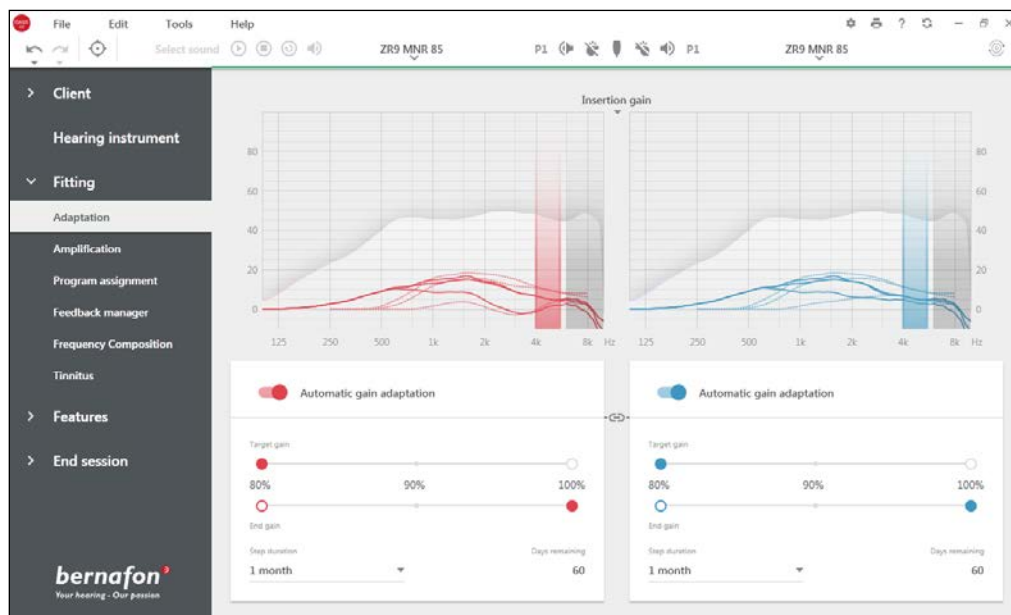 File Edit Tools Help
Select sound ZR9 MNR 85 P1 P1 ZR9 MNR 85
Client
Hearing instrument
Fitting
Adaptation
Amplification
Program assignment
Feedback manager
Frequency Composition
Tinnitus
Features
End session
bernafon
Your hearing - Our passion
Insertion gain
80
60
40
20
0
125 250 500 1k 2k 4k 8k Hz
80
60
40
20
0
125 250 500 1k 2k 4k 8k Hz
Automatic gain adaptation
Target gain
80% 90% 100%
End gain
Step duration Days remaining
1 month 60
Automatic gain adaptation
Target gain
80% 90% 100%
End gain
Step duration Days remaining
1 month 60